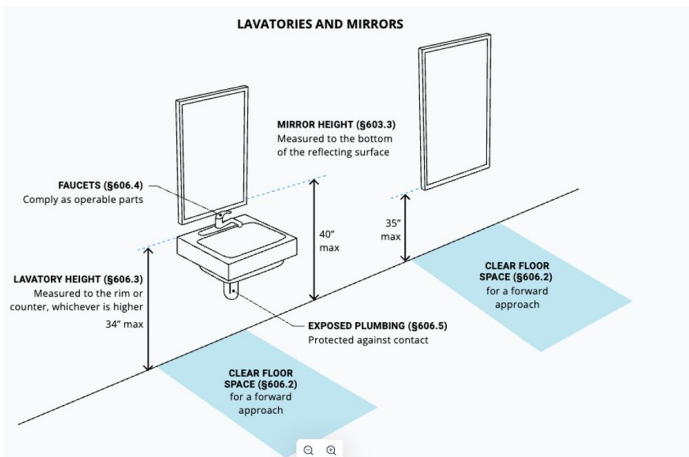 LAVATORIES AND MIRRORS
MIRROR HEIGHT (§603.3)
Measured to the bottom
of the reflecting surface
FAUCETS (§606.4)
Comply as operable parts
40”
max
35”
max
LAVATORY HEIGHT (§606.3)
Measured to the rim or
counter, whichever is higher
34” max
CLEAR FLOOR
SPACE (§606.2)
for a forward
approach
EXPOSED PLUMBING (§606.5)
Protected against contact
CLEAR FLOOR
SPACE (§606.2)
for a forward
approach